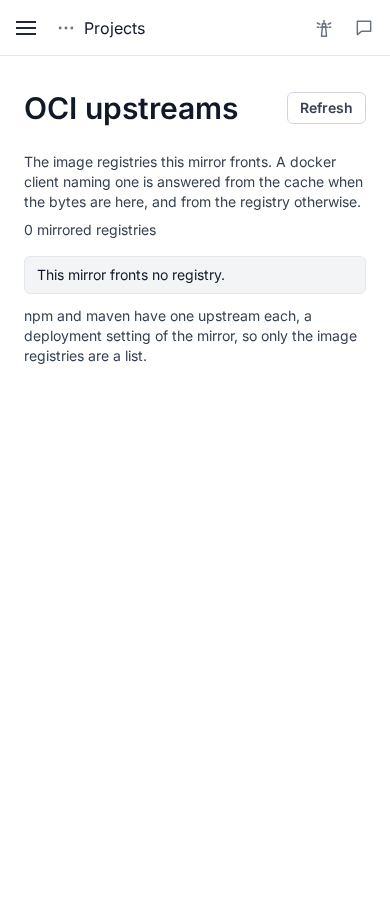 Projects
OCI upstreams
Refresh
The image registries this mirror fronts. A docker
client naming one is answered from the cache when
the bytes are here, and from the registry otherwise.
0 mirrored registries
This mirror fronts no registry.
npm and maven have one upstream each, a
deployment setting of the mirror, so only the image
registries are a list.